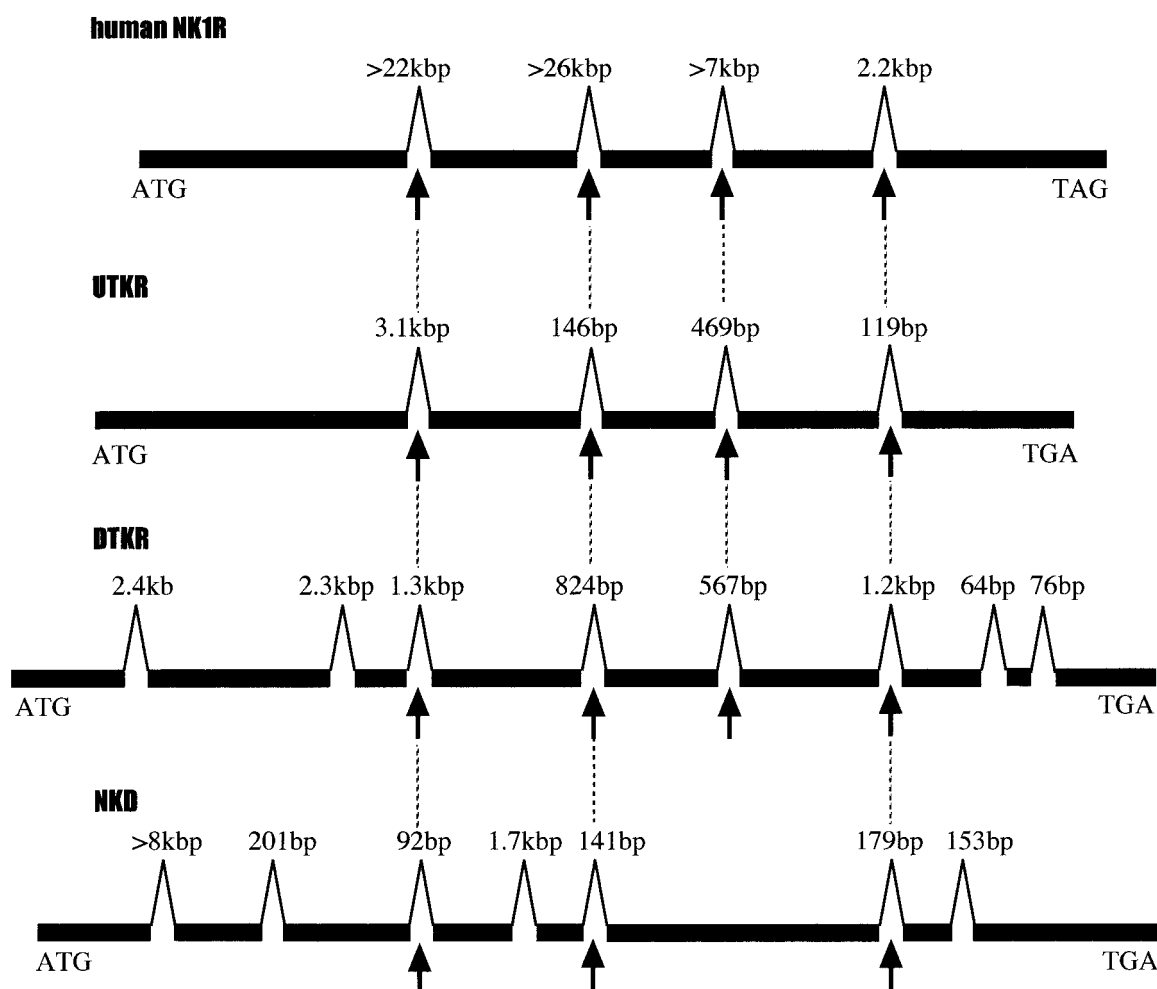 human NK1R
>22kbp >26kbp >7kbp 2.2kbp
ATG TAG
UTKR
3.1kbp 146bp 469bp 119bp
ATG TGA
DTKR
2.4kb 2.3kbp 1.3kbp 824bp 567bp 1.2kbp 64bp 76bp
ATG TGA
NKD
>8kbp 201bp 92bp 1.7kbp 141bp 179bp 153bp
ATG TGA